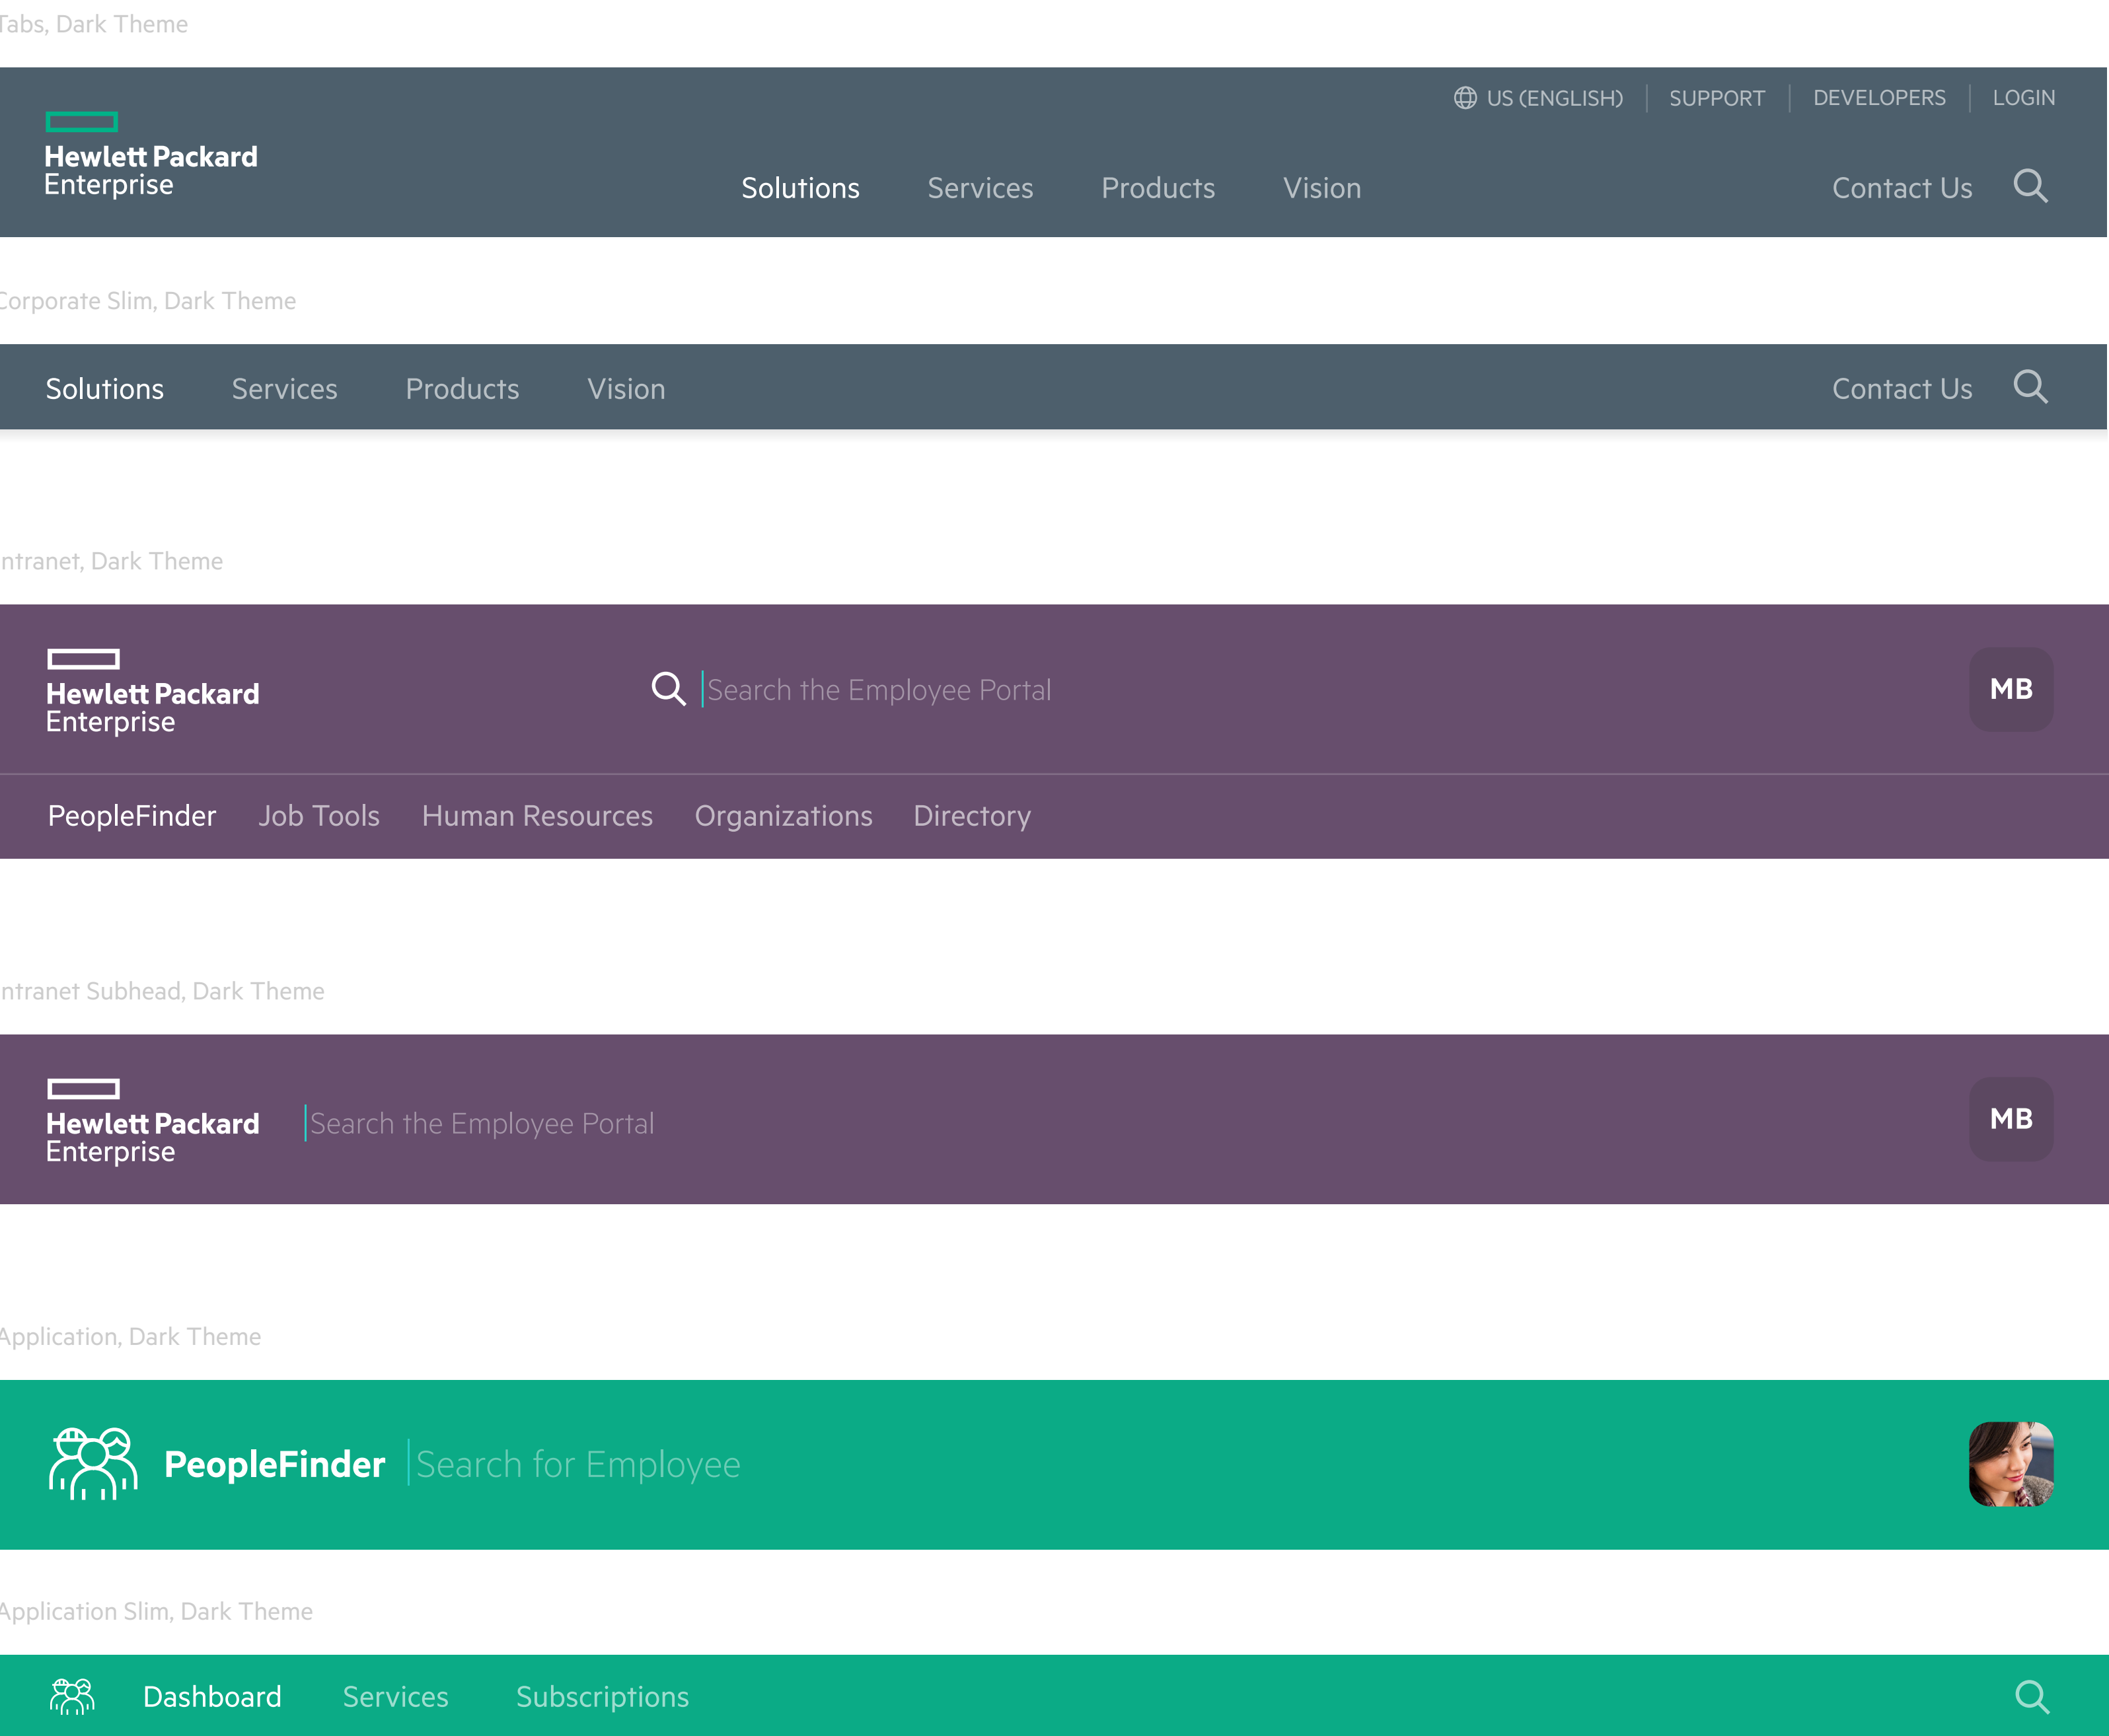 Tabs, Dark Theme
US (ENGLISH) SUPPORT DEVELOPERS LOGIN
Hewlett Packard
Enterprise
Solutions Services Products Vision Contact Us
Corporate Slim, Dark Theme
Solutions Services Products Vision Contact Us
Intranet, Dark Theme
Hewlett Packard
Enterprise
Search the Employee Portal
MB
PeopleFinder Job Tools Human Resources Organizations Directory
Intranet Subhead, Dark Theme
Hewlett Packard
Enterprise
Search the Employee Portal
MB
Application, Dark Theme
PeopleFinder Search for Employee
Application Slim, Dark Theme
Dashboard Services Subscriptions